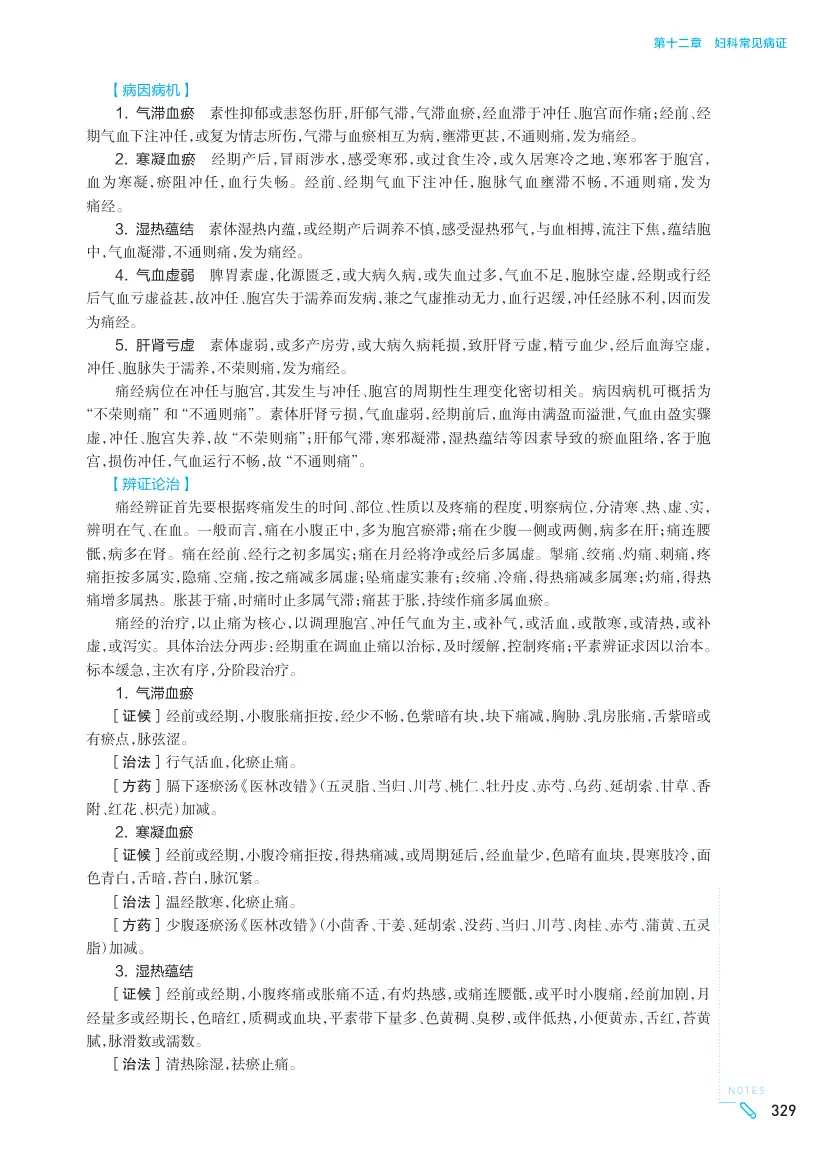 第十二章　妇科常见病证
【病因病机】
1. 气滞血瘀　素性抑郁或恚怒伤肝,肝郁气滞,气滞血瘀,经血滞于冲任、胞宫而作痛;经前、经
期气血下注冲任,或复为情志所伤,气滞与血瘀相互为病,壅滞更甚,不通则痛,发为痛经。
2. 寒凝血瘀　经期产后,冒雨涉水,感受寒邪,或过食生冷,或久居寒冷之地,寒邪客于胞宫,
血为寒凝,瘀阻冲任,血行失畅。经前、经期气血下注冲任,胞脉气血壅滞不畅,不通则痛,发为
痛经。
3. 湿热蕴结　素体湿热内蕴,或经期产后调养不慎,感受湿热邪气,与血相搏,流注下焦,蕴结胞
中,气血凝滞,不通则痛,发为痛经。
4. 气血虚弱　脾胃素虚,化源匮乏,或大病久病,或失血过多,气血不足,胞脉空虚,经期或行经
后气血亏虚益甚,故冲任、胞宫失于濡养而发病,兼之气虚推动无力,血行迟缓,冲任经脉不利,因而发
为痛经。
5. 肝肾亏虚　素体虚弱,或多产房劳,或大病久病耗损,致肝肾亏虚,精亏血少,经后血海空虚,
冲任、胞脉失于濡养,不荣则痛,发为痛经。
痛经病位在冲任与胞宫,其发生与冲任、胞宫的周期性生理变化密切相关。病因病机可概括为
“不荣则痛”和“不通则痛”。素体肝肾亏损,气血虚弱,经期前后,血海由满盈而溢泄,气血由盈实骤
虚,冲任、胞宫失养,故“不荣则痛”;肝郁气滞,寒邪凝滞,湿热蕴结等因素导致的瘀血阻络,客于胞
宫,损伤冲任,气血运行不畅,故“不通则痛”。
【辨证论治】
痛经辨证首先要根据疼痛发生的时间、部位、性质以及疼痛的程度,明察病位,分清寒、热、虚、实,
辨明在气、在血。一般而言,痛在小腹正中,多为胞宫瘀滞;痛在少腹一侧或两侧,病多在肝;痛连腰
骶,病多在肾。痛在经前、经行之初多属实;痛在月经将净或经后多属虚。掣痛、绞痛、灼痛、刺痛,疼
痛拒按多属实,隐痛、空痛,按之痛减多属虚;坠痛虚实兼有;绞痛、冷痛,得热痛减多属寒;灼痛,得热
痛增多属热。胀甚于痛,时痛时止多属气滞;痛甚于胀,持续作痛多属血瘀。
痛经的治疗,以止痛为核心,以调理胞宫、冲任气血为主,或补气,或活血,或散寒,或清热,或补
虚,或泻实。具体治法分两步:经期重在调血止痛以治标,及时缓解,控制疼痛;平素辨证求因以治本。
标本缓急,主次有序,分阶段治疗。
1. 气滞血瘀
［证候］经前或经期,小腹胀痛拒按,经少不畅,色紫暗有块,块下痛减,胸胁、乳房胀痛,舌紫暗或
有瘀点,脉弦涩。
［治法］行气活血,化瘀止痛。
［方药］膈下逐瘀汤《医林改错》(五灵脂、当归、川芎、桃仁、牡丹皮、赤芍、乌药、延胡索、甘草、香
附、红花、枳壳)加减。
2. 寒凝血瘀
［证候］经前或经期,小腹冷痛拒按,得热痛减,或周期延后,经血量少,色暗有血块,畏寒肢冷,面
色青白,舌暗,苔白,脉沉紧。
［治法］温经散寒,化瘀止痛。
［方药］少腹逐瘀汤《医林改错》(小茴香、干姜、延胡索、没药、当归、川芎、肉桂、赤芍、蒲黄、五灵
脂)加减。
3. 湿热蕴结
［证候］经前或经期,小腹疼痛或胀痛不适,有灼热感,或痛连腰骶,或平时小腹痛,经前加剧,月
经量多或经期长,色暗红,质稠或血块,平素带下量多、色黄稠、臭秽,或伴低热,小便黄赤,舌红,苔黄
腻,脉滑数或濡数。
［治法］清热除湿,祛瘀止痛。
NOTES
329